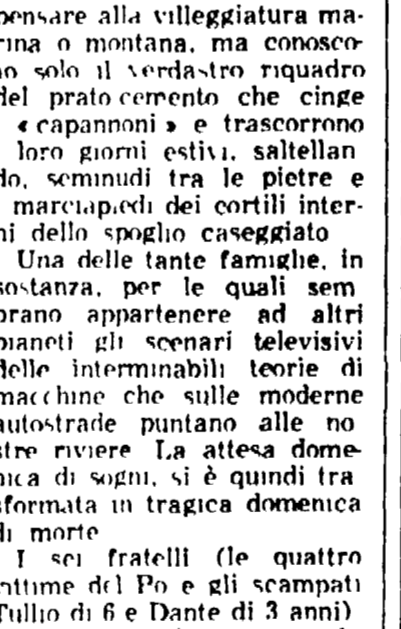 pensare alla villeggiatura ma-
rina o montana, ma conosco-
no solo il verdastro riquadro
del prato cemento che cinge
« capannoni » e trascorrono
loro giorni estivi, saltellan
do, seminudi tra le pietre e
marciapiedi dei cortili inter-
ni dello spoglio caseggiato
Una delle tante famiglie, in
sostanza, per le quali sem
brano appartenere ad altri
pianeti gli scenari televisivi
delle interminabili teorie di
macchine che sulle moderne
autostrade puntano alle no
stre riviere La attesa dome-
nica di sogni, si è quindi tra
sformata in tragica domenica
di morte
I sei fratelli (le quattro
vittime del Po e gli scampati
Tullio di 6 e Dante di 3 anni)